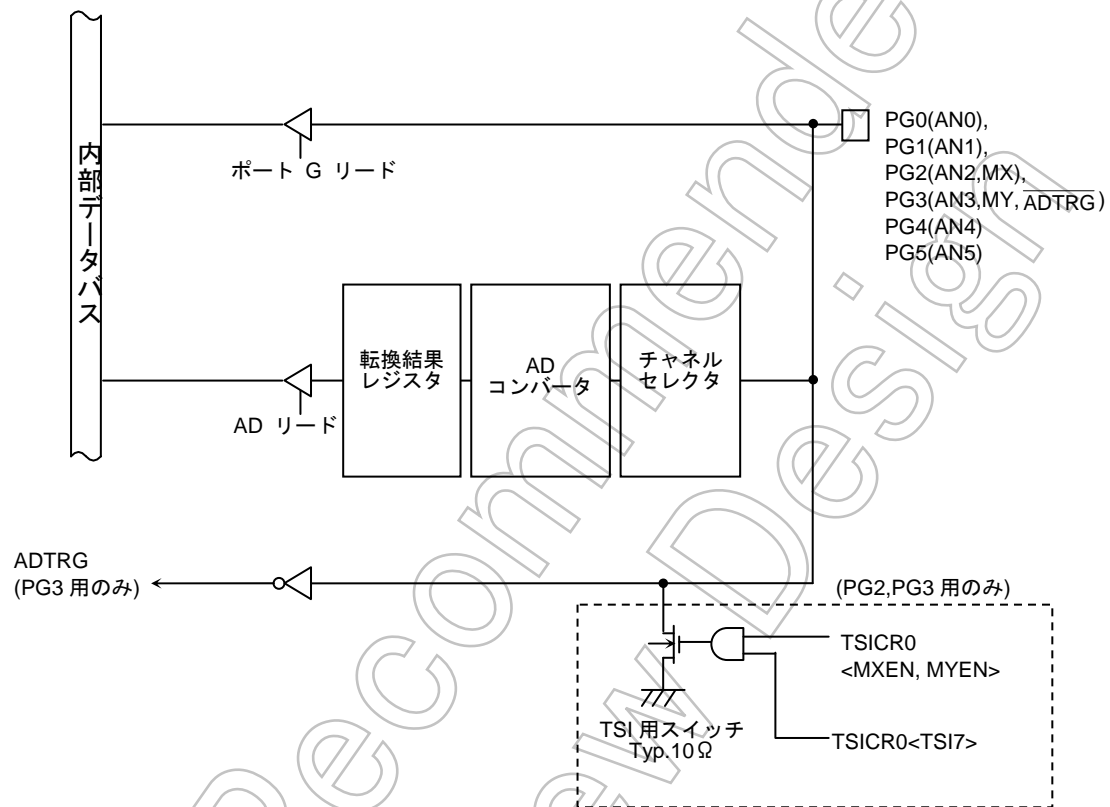 内部データバス
ポート G リード
PG0(AN0),
PG1(AN1),
PG2(AN2,MX),
PG3(AN3,MY, ADTRG)
PG4(AN4)
PG5(AN5)
転換結果
レジスタ
AD
コンバータ
チャネル
セレクタ
AD リード
ADTRG
(PG3 用のみ)
(PG2,PG3 用のみ)
TSICR0
<MXEN, MYEN>
TSI 用スイッチ
Typ.10Ω
TSICR0<TSI7>
Recommende
New Design